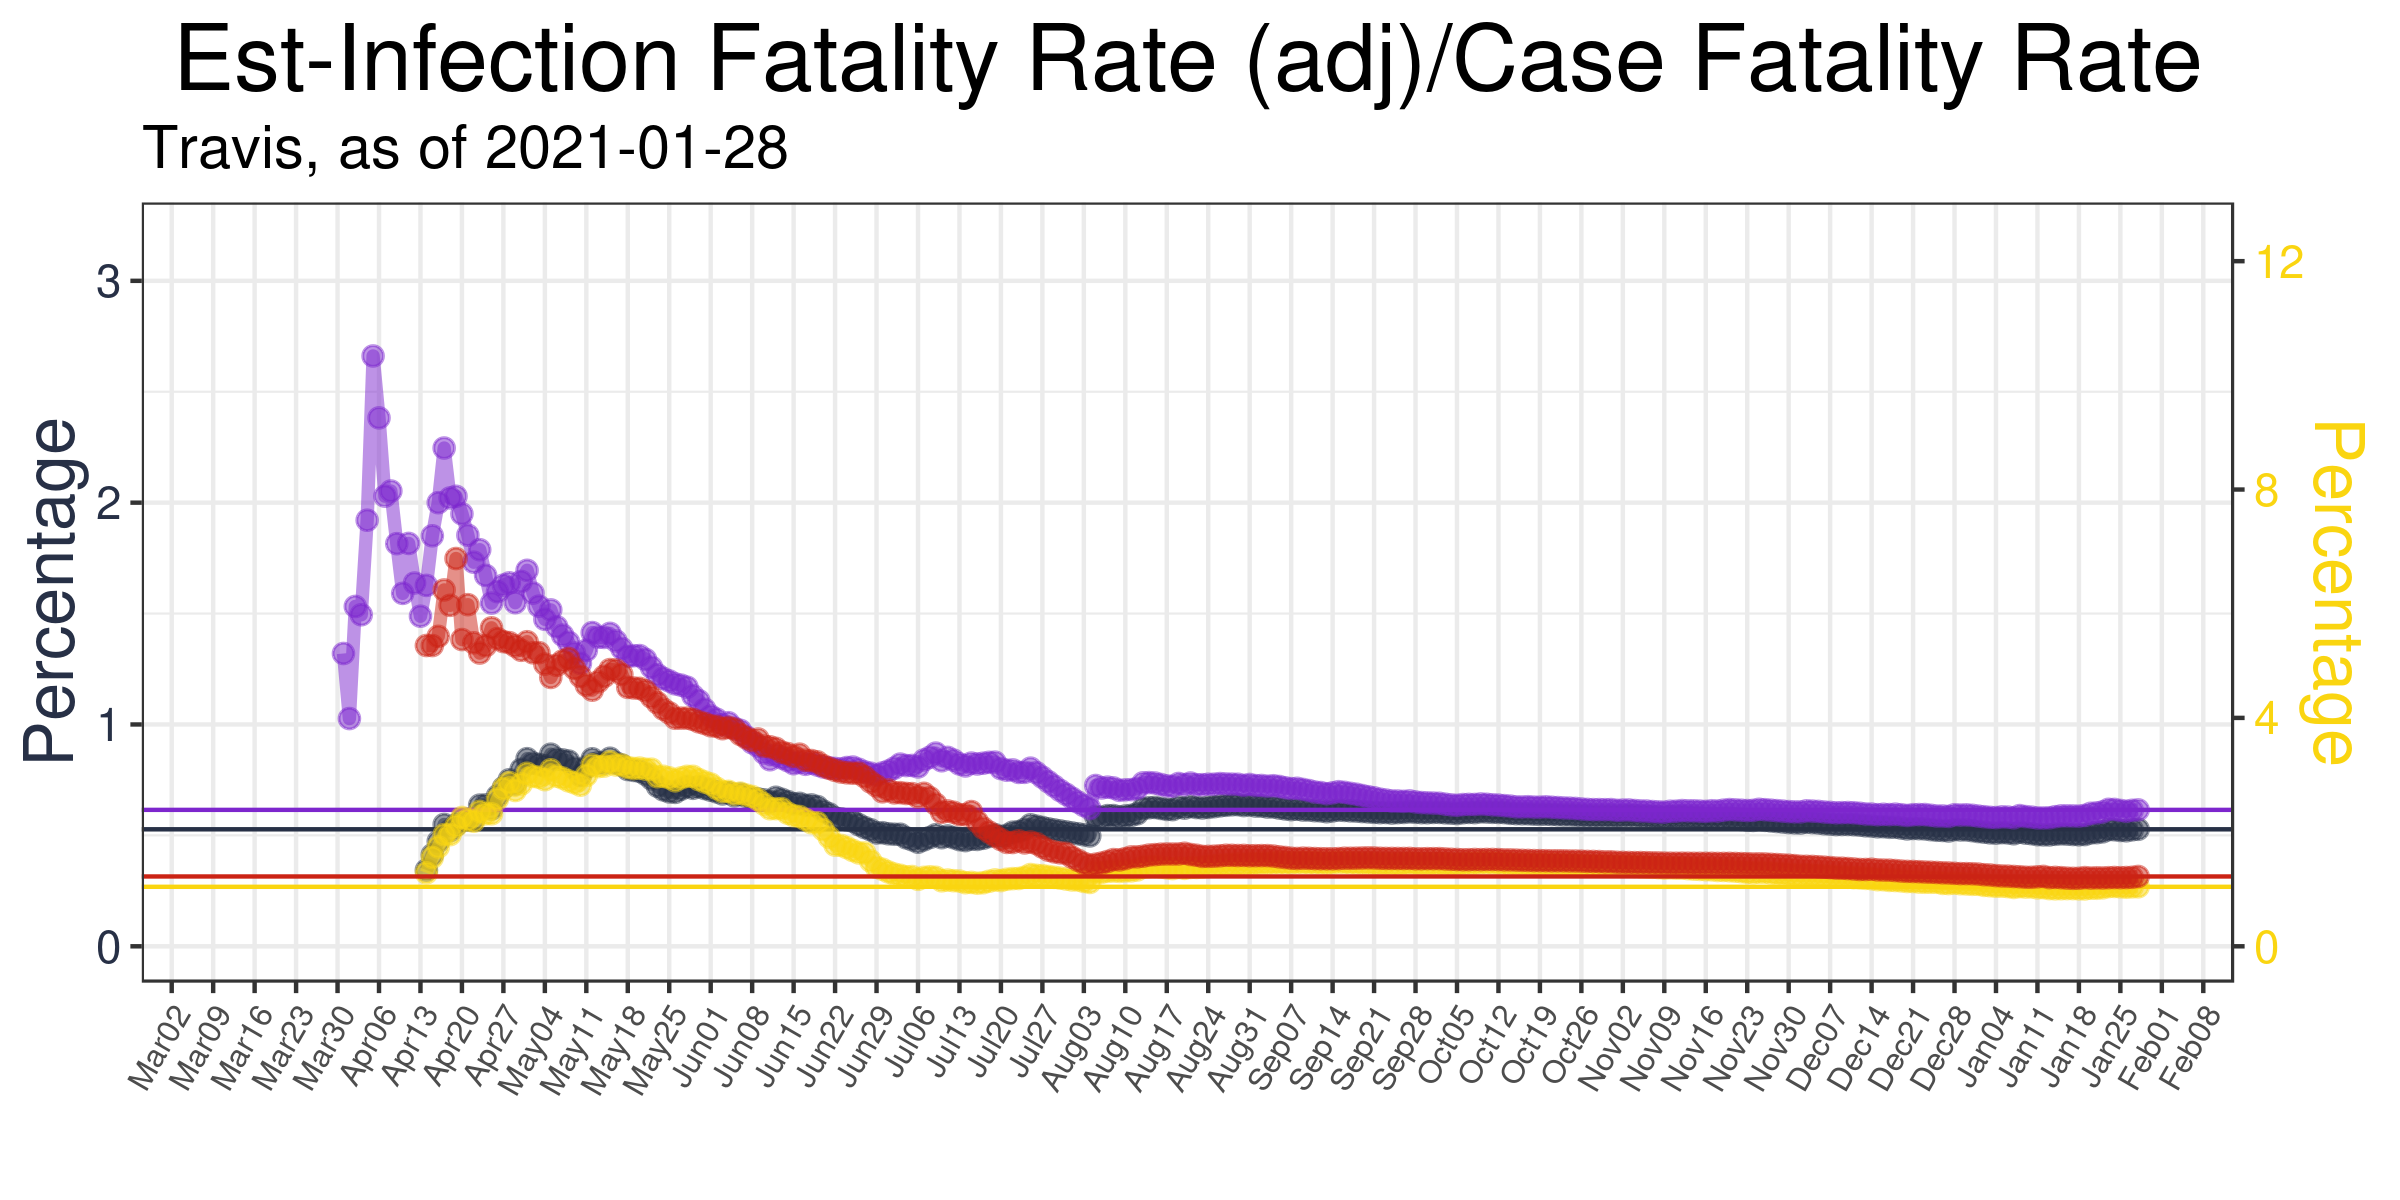 Est-Infection Fatality Rate (adj)/Case Fatality Rate
Travis, as of 2021-01-28
Percentage
3
2
1
0
12
8
4
0
Percentage
Mar02
Mar09
Mar16
Mar23
Mar30
Apr06
Apr13
Apr20
Apr27
May04
May11
May18
May25
Jun01
Jun08
Jun15
Jun22
Jun29
Jul06
Jul13
Jul20
Jul27
Aug03
Aug10
Aug17
Aug24
Aug31
Sep07
Sep14
Sep21
Sep28
Oct05
Oct12
Oct19
Oct26
Nov02
Nov09
Nov16
Nov23
Nov30
Dec07
Dec14
Dec21
Dec28
Jan04
Jan11
Jan18
Jan25
Feb01
Feb08